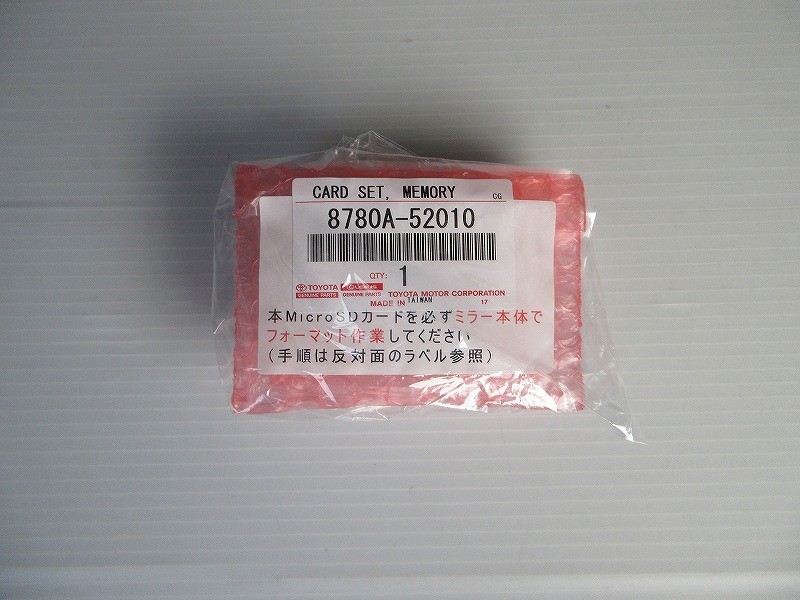 CARD SET, MEMORY
CG
8780A-52010
QTY: 1
TOYOTA
GENUINE PARTS GENUINE PARTS TOYOTA MOTOR CORPORATION
MADE IN TAIWAN 17
本MicroSDカードを必ずミラー本体で
フォーマット作業してください
(手順は反対面のラベル参照)